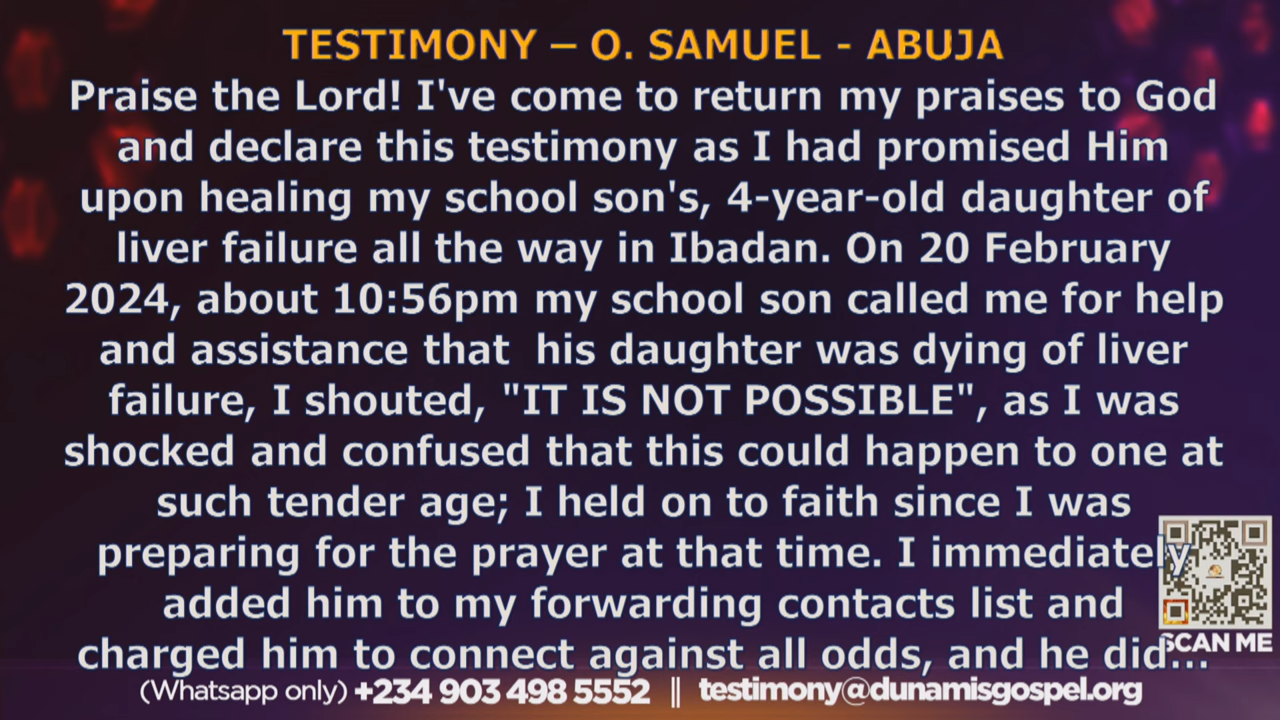 TESTIMONY – O. SAMUEL - ABUJA
Praise the Lord! I've come to return my praises to God
and declare this testimony as I had promised Him
upon healing my school son's, 4-year-old daughter of
liver failure all the way in Ibadan. On 20 February
2024, about 10:56pm my school son called me for help
and assistance that  his daughter was dying of liver
failure, I shouted, "IT IS NOT POSSIBLE", as I was
shocked and confused that this could happen to one at
such tender age; I held on to faith since I was
preparing for the prayer at that time. I immediately
added him to my forwarding contacts list and
charged him to connect against all odds, and he did...
SCAN ME
(Whatsapp only) +234 903 498 5552 || testimony@dunamisgospel.org